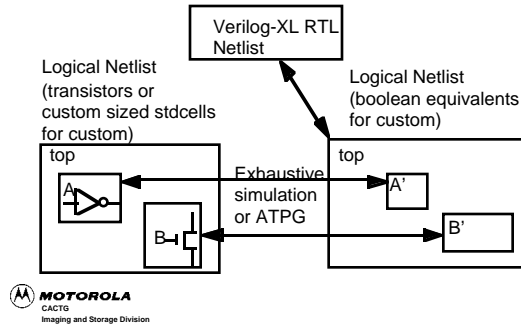 Verilog-XL RTL
Netlist
Logical Netlist
(transistors or
custom sized stdcells
for custom)
Logical Netlist
(boolean equivalents
for custom)
top
A
B
Exhaustive
simulation
or ATPG
top
A'
B'
MOTOROLA
CACTG
Imaging and Storage Division